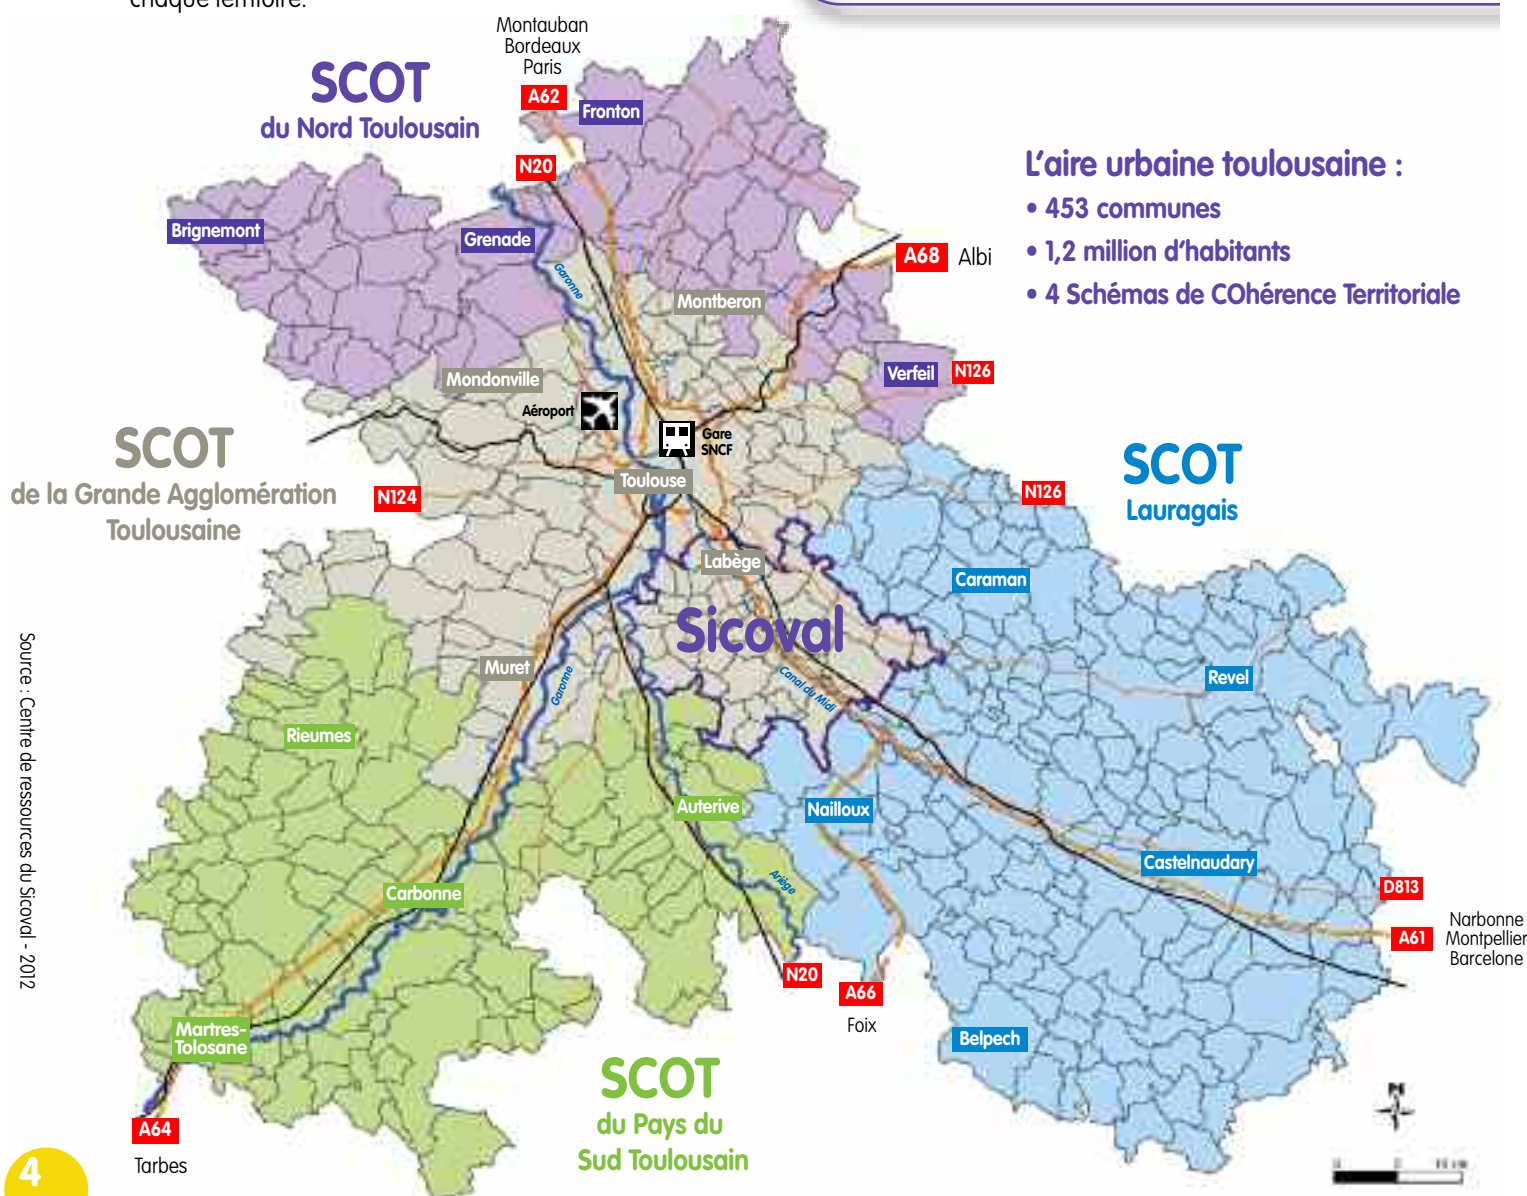 chaque territoire.
Montauban
Bordeaux
Paris
A62
SCOT
du Nord Toulousain
Fronton
N20
Brignemont
Grenade
Garonne
A68
Albi
L'aire urbaine toulousaine :
• 453 communes
• 1,2 million d'habitants
• 4 Schémas de COhérence Territoriale
Montberon
Mondonville
Verfeil
N126
Aéroport
Gare
SNCF
Toulouse
SCOT
de la Grande Agglomération
Toulousaine
N124
SCOT
Lauragais
N126
Labège
Caraman
Sicoval
Muret
Garonne
Canal du Midi
Revel
Rieumes
Auterive
Nailloux
Castelnaudary
Ariège
Carbonne
D813
A61
Narbonne
Montpellier
Barcelone
N20
A66
Foix
Martres-
Tolosane
Belpech
SCOT
du Pays du
Sud Toulousain
A64
Tarbes
N
Source : Centre de ressources du Sicoval - 2012
4